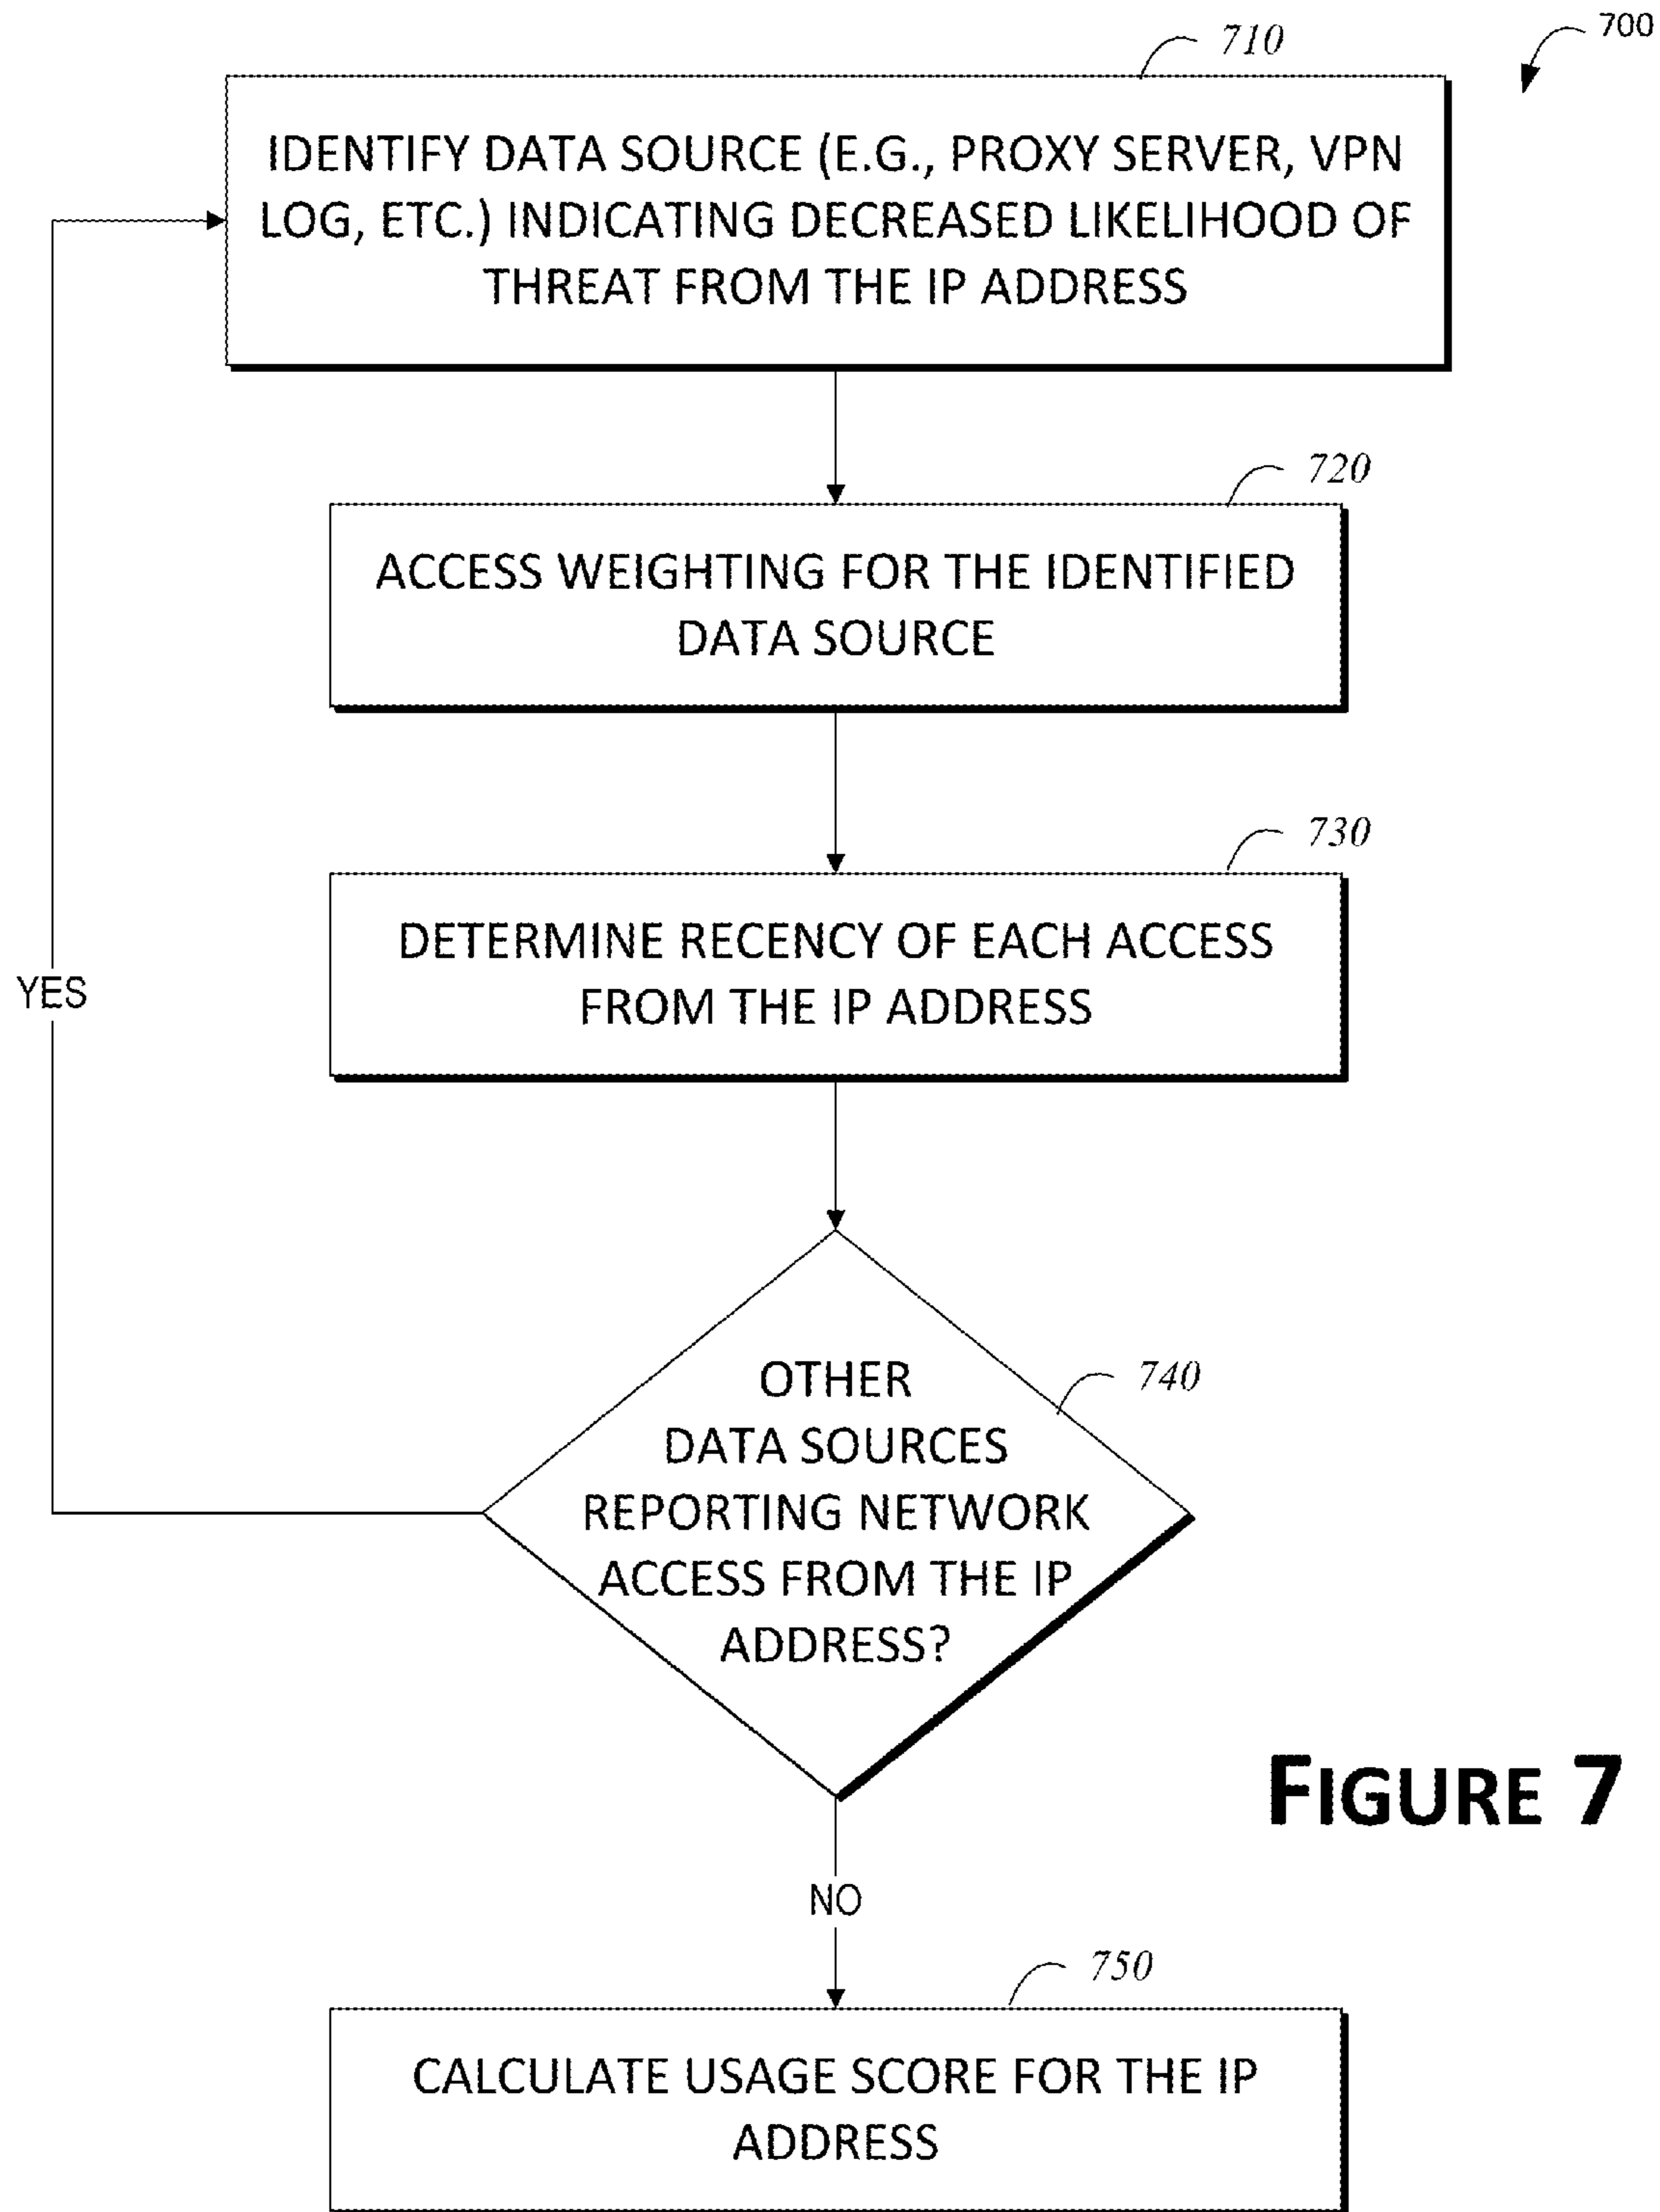 700
710
IDENTIFY DATA SOURCE (E.G., PROXY SERVER, VPN
LOG, ETC.) INDICATING DECREASED LIKELIHOOD OF
THREAT FROM THE IP ADDRESS
720
ACCESS WEIGHTING FOR THE IDENTIFIED
DATA SOURCE
730
DETERMINE RECENCY OF EACH ACCESS
FROM THE IP ADDRESS
YES
740
OTHER
DATA SOURCES
REPORTING NETWORK
ACCESS FROM THE IP
ADDRESS?
NO
750
CALCULATE USAGE SCORE FOR THE IP
ADDRESS
FIGURE 7